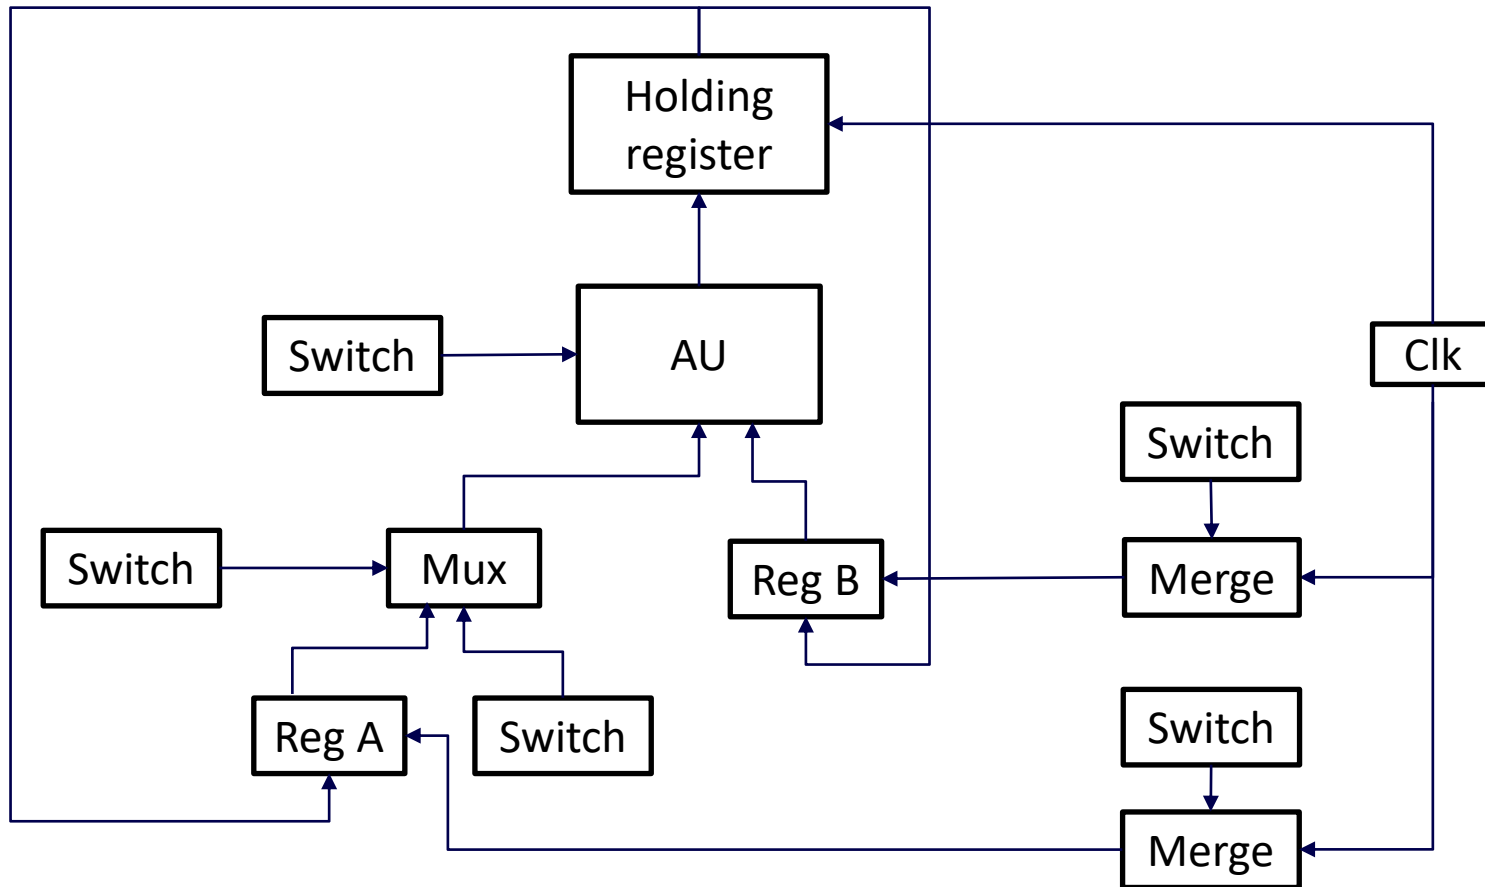 Holding
register
Switch
AU
Clk
Switch
Switch
Mux
Reg B
Merge
Reg A
Switch
Switch
Merge